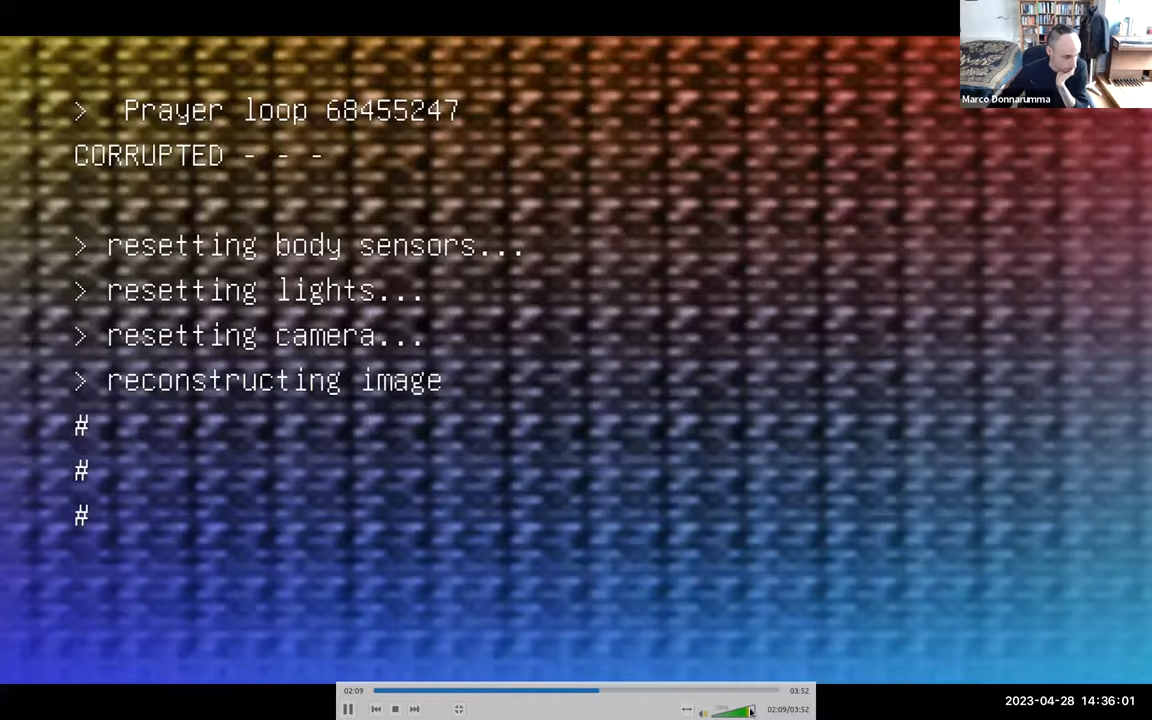 Marco Donnarumma
>  Prayer loop 68455247
CORRUPTED - - -
> resetting body sensors...
> resetting lights...
> resetting camera...
> reconstructing image
#
#
#
02:09
03:52
02:09/03:52
2023-04-28 14:36:01